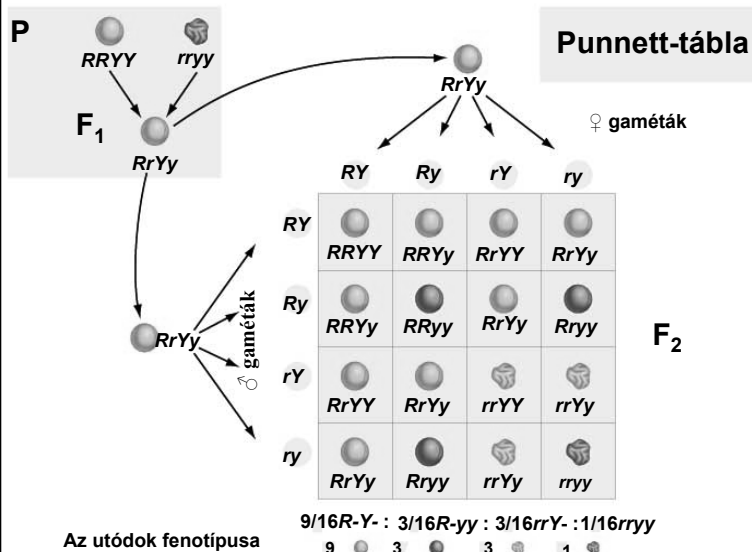 P
RRYY rryy
F1
RrYy
RrYy
Punnett-tábla
♀ gaméták
RY Ry rY ry
RY
RRYY RRYy RrYY RrYy
Ry
RRYy RRyy RrYy Rryy
RrYy
♂ gaméták
F2
rY
RrYY RrYy rrYY rrYy
ry
RrYy Rryy rrYy rryy
9/16R-Y- : 3/16R-yy : 3/16rrY- :1/16rryy
Az utódok fenotípusa
9 3 3 1